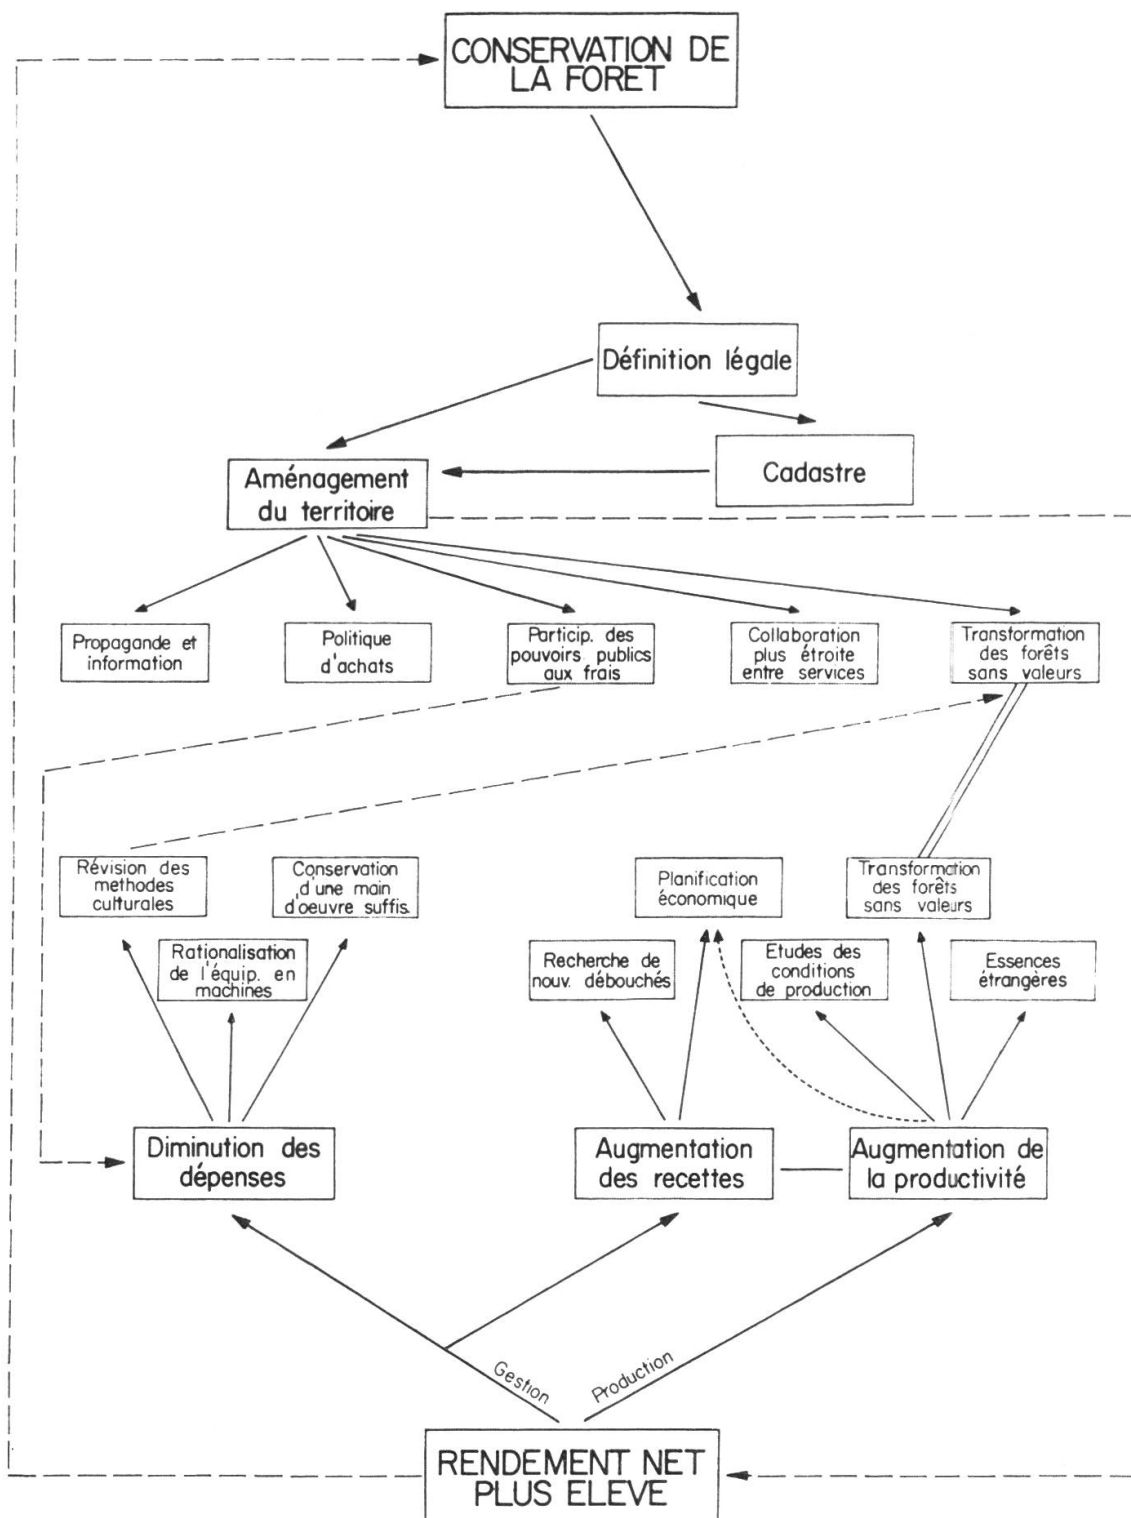 CONSERVATION DE
LA FORET
Définition légale
Cadastre
Aménagement
du territoire
Propagande et
information
Politique
d'achats
Particip. des
pouvoirs publics
aux frais
Collaboration
plus étroite
entre services
Transformation
des forêts
sans valeurs
Révision des
methodes
culturales
Conservation
d'une main
d'oeuvre suffis.
Rationalisation
de l'équip. en
machines
Planification
économique
Transformation
des forêts
sans valeurs
Recherche de
nouv. débouchés
Etudes des
conditions
de production
Essences
étrangères
Diminution des
dépenses
Augmentation
des recettes
Augmentation de
la productivité
Gestion
Production
RENDEMENT NET
PLUS ELEVE